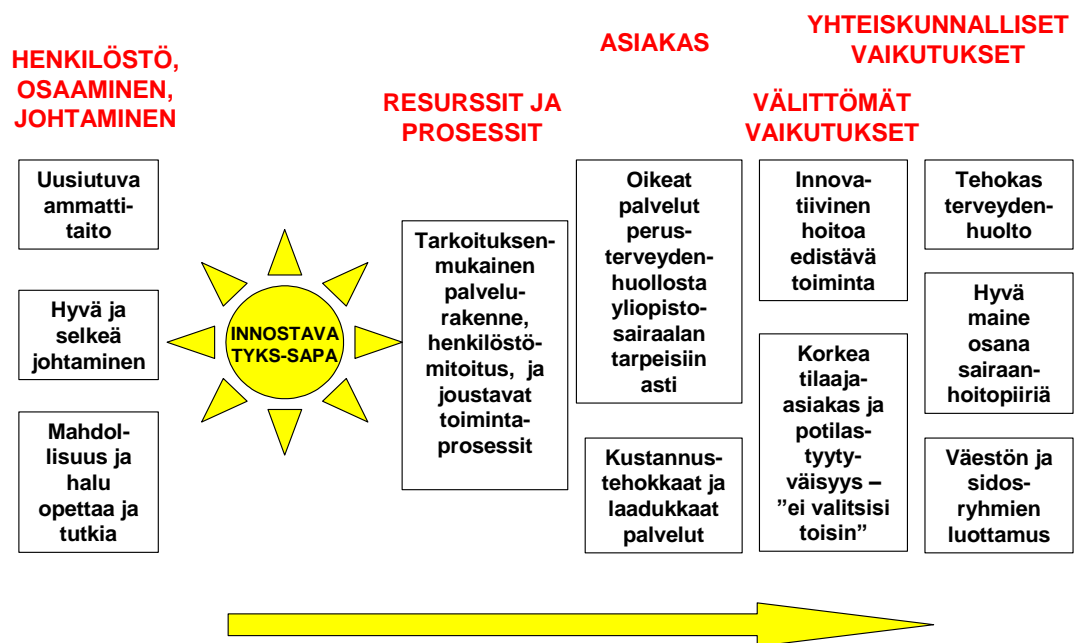 HENKILÖSTÖ,
OSAAMINEN,
JOHTAMINEN
Uusiutuva
ammatti-
taito
Hyvä ja
selkeä
johtaminen
Mahdol-
lisuus ja
halu
opettaa ja
tutkia
INNOSTAVA
TYKS-SAPA
RESURSSIT JA
PROSESSIT
Tarkoituksen-
mukainen
palvelu-
rakenne,
henkilöstö-
mitoitus, ja
joustavat
toiminta-
prosessit
ASIAKAS
Oikeat
palvelut
perus-
terveyden-
huollosta
yliopisto-
sairaalan
tarpeisiin
asti
Kustannus-
tehokkaat ja
laadukkaat
palvelut
YHTEISKUNNALLISET
VAIKUTUKSET
VÄLITTÖMÄT
VAIKUTUKSET
Innova-
tiivinen
hoitoa
edistävä
toiminta
Korkea
tilaaja-
asiakas ja
potilas-
tyyty-
väisyys –
”ei valitsisi
toisin”
Tehokas
terveyden-
huolto
Hyvä
maine
osana
sairaan-
hoitopiiriä
Väestön ja
sidos-
ryhmien
luottamus